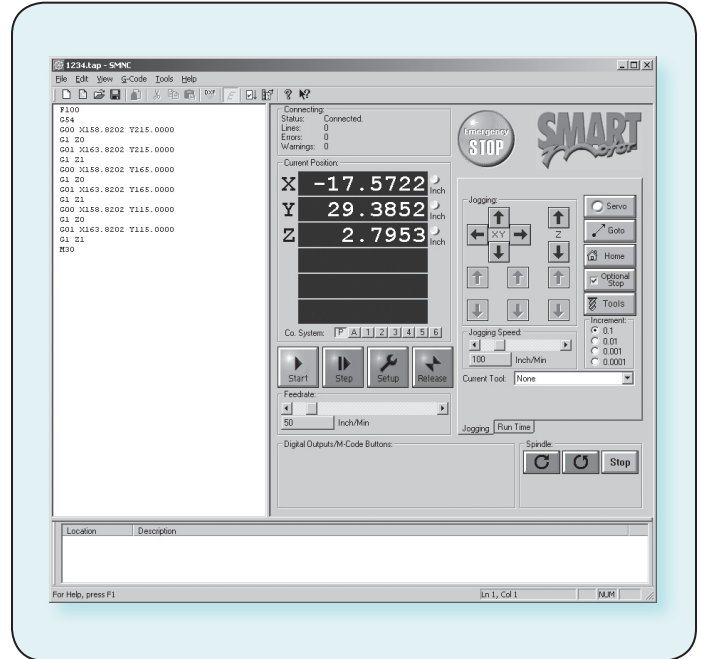 1234.tap - SMNC
File Edit View G-Code Tools Help
DXF
F100
G54
G00 X158.8202 Y215.0000
G1 Z0
G01 X163.8202 Y215.0000
G1 Z1
G00 X158.8202 Y165.0000
G1 Z0
G01 X163.8202 Y165.0000
G1 Z1
G00 X158.8202 Y115.0000
G1 Z0
G01 X163.8202 Y115.0000
G1 Z1
M30
Connecting:
Status: Connected.
Lines: 0
Errors: 0
Warnings: 0
Current Position:
X -17.5722 Inch
Y 29.3852 Inch
Z 2.7953 Inch
Co. System: P A 1 2 3 4 5 6
Start Step Setup Release
Feedrate:
50 Inch/Min
Digital Outputs/M-Code Buttons:
Emergency
STOP
SMART
motor
Jogging:
XY Z
Servo
Goto
Home
Optional
Stop
Tools
Jogging Speed:
100 Inch/Min
Increment:
0.1
0.01
0.001
0.0001
Current Tool: None
Jogging Run Time
Spindle:
Stop
Location Description
For Help, press F1 Ln 1, Col 1 NUM